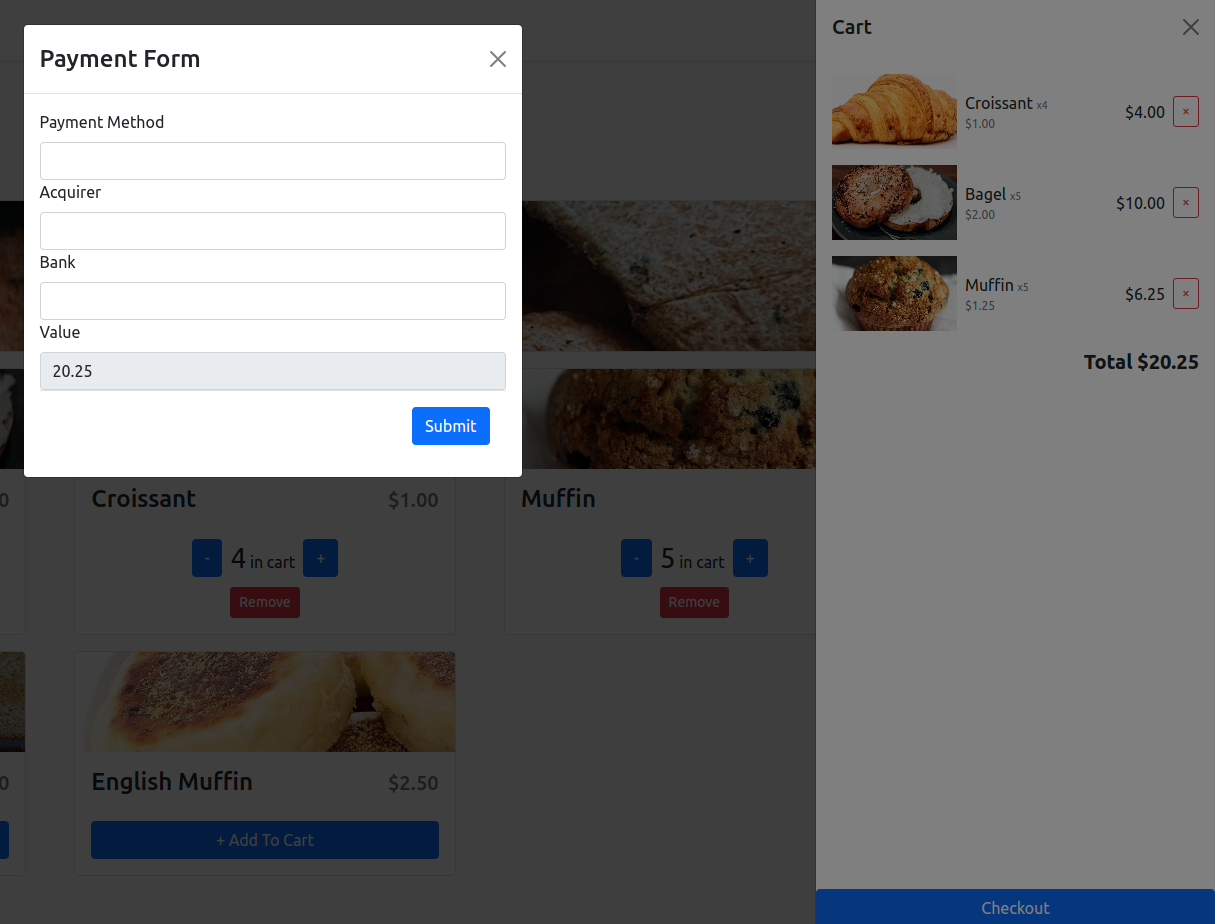 Payment Form
Payment Method
Acquirer
Bank
Value
20.25
Submit
Cart
Croissant x4
$1.00
$4.00
×
Bagel x5
$2.00
$10.00
×
Muffin x5
$1.25
$6.25
×
Total $20.25
0
Croissant $1.00
- 4 in cart +
Remove
Muffin
- 5 in cart +
Remove
0
English Muffin $2.50
+ Add To Cart
Checkout